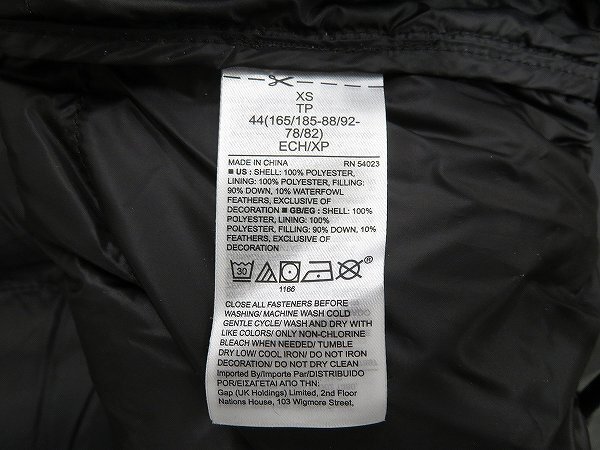 XS
TP
44(165/185-88/92-
78/82)
ECH/XP
MADE IN CHINA RN 54023
■ US : SHELL: 100% POLYESTER,
LINING: 100% POLYESTER, FILLING:
90% DOWN, 10% WATERFOWL
FEATHERS, EXCLUSIVE OF
DECORATION ■ GB/EG : SHELL: 100%
POLYESTER, LINING: 100%
POLYESTER, FILLING: 90% DOWN, 10%
FEATHERS, EXCLUSIVE OF
DECORATION
30 ®
1166
CLOSE ALL FASTENERS BEFORE
WASHING/ MACHINE WASH COLD
GENTLE CYCLE/ WASH AND DRY WITH
LIKE COLORS/ ONLY NON-CHLORINE
BLEACH WHEN NEEDED/ TUMBLE
DRY LOW/ COOL IRON/ DO NOT IRON
DECORATION/ DO NOT DRY CLEAN
Imported By/Importe Par/DISTRIBUIDO
POR/ΕΙΣΑΓΕΤΑΙ ΑΠΟ ΤΗΝ:
Gap (UK Holdings) Limited, 2nd Floor
Nations House, 103 Wigmore Street,